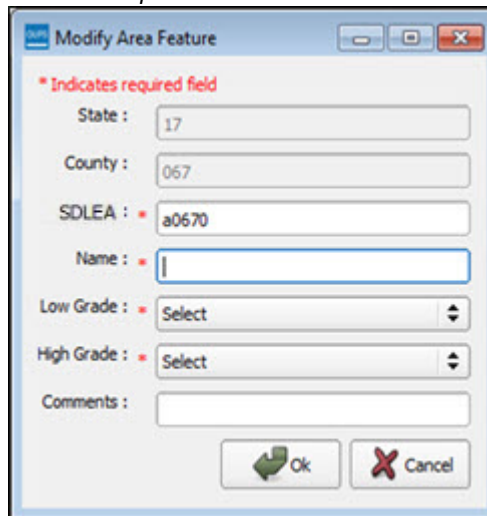 GUPS Modify Area Feature
* Indicates required field
State : 17
County : 067
SDLEA : * a0670
Name : *
Low Grade : * Select
High Grade : * Select
Comments :
Ok Cancel